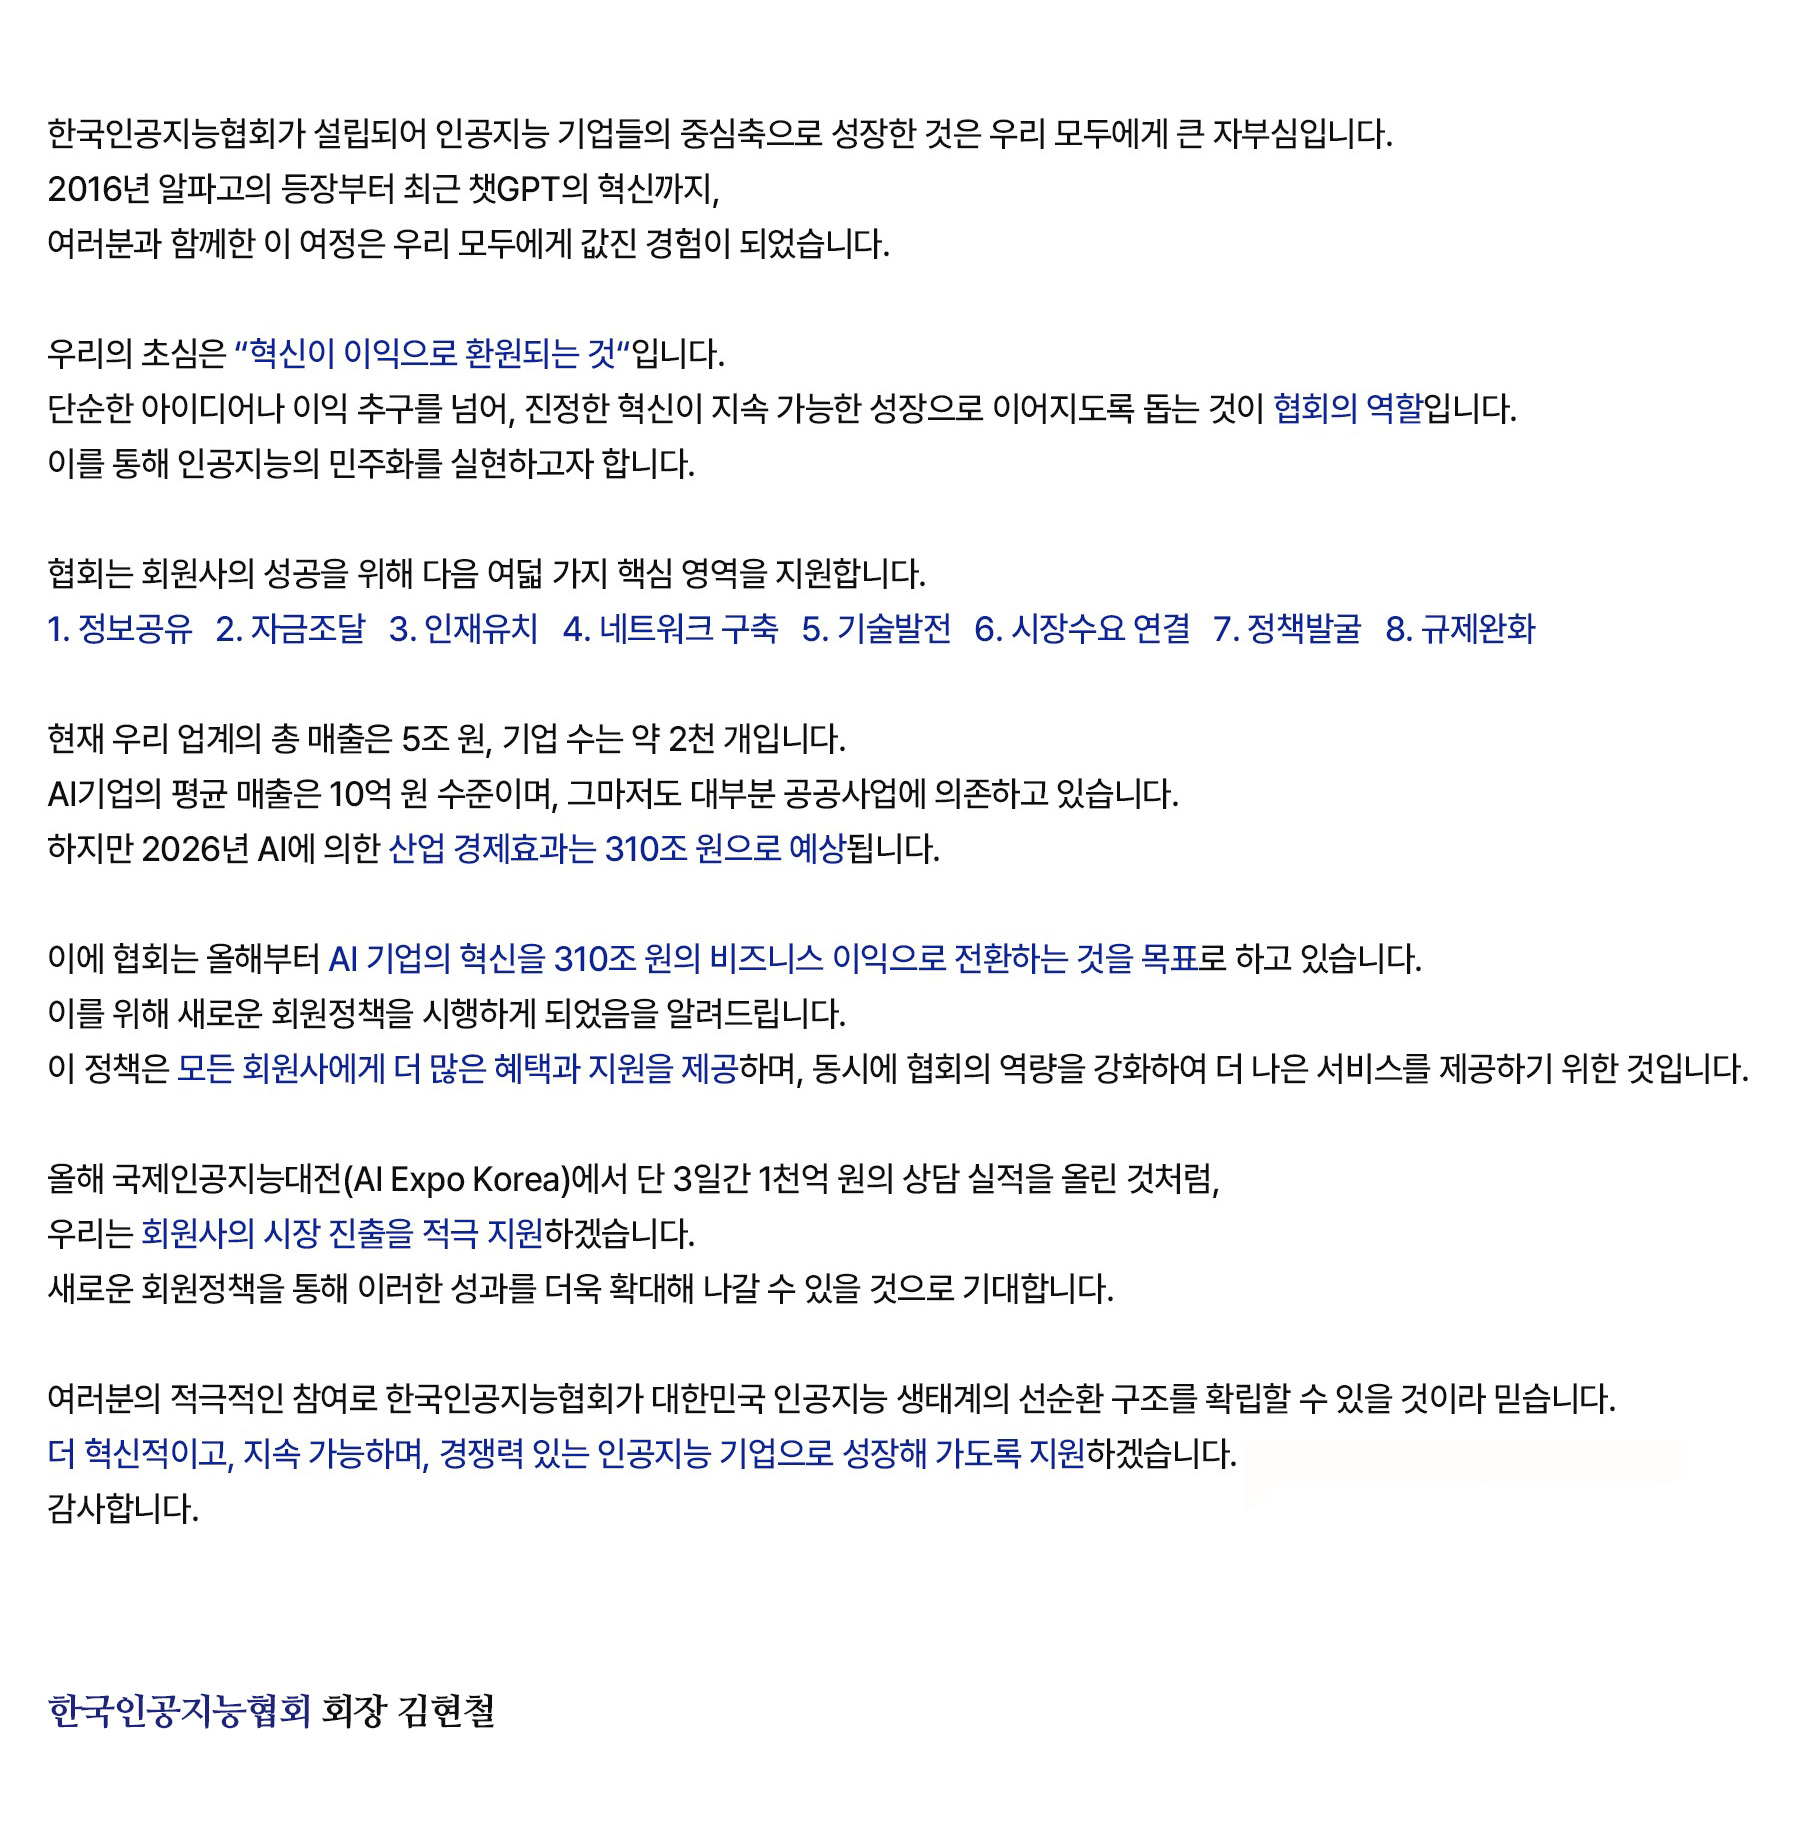 한국인공지능협회가 설립되어 인공지능 기업들의 중심축으로 성장한 것은 우리 모두에게 큰 자부심입니다.
2016년 알파고의 등장부터 최근 챗GPT의 혁신까지,
여러분과 함께한 이 여정은 우리 모두에게 값진 경험이 되었습니다.
우리의 초심은 “혁신이 이익으로 환원되는 것“입니다.
단순한 아이디어나 이익 추구를 넘어, 진정한 혁신이 지속 가능한 성장으로 이어지도록 돕는 것이 협회의 역할입니다.
이를 통해 인공지능의 민주화를 실현하고자 합니다.
협회는 회원사의 성공을 위해 다음 여덟 가지 핵심 영역을 지원합니다.
1. 정보공유 2. 자금조달 3. 인재유치 4. 네트워크 구축 5. 기술발전 6. 시장수요 연결 7. 정책발굴 8. 규제완화
현재 우리 업계의 총 매출은 5조 원, 기업 수는 약 2천 개입니다.
AI기업의 평균 매출은 10억 원 수준이며, 그마저도 대부분 공공사업에 의존하고 있습니다.
하지만 2026년 AI에 의한 산업 경제효과는 310조 원으로 예상됩니다.
이에 협회는 올해부터 AI 기업의 혁신을 310조 원의 비즈니스 이익으로 전환하는 것을 목표로 하고 있습니다.
이를 위해 새로운 회원정책을 시행하게 되었음을 알려드립니다.
이 정책은 모든 회원사에게 더 많은 혜택과 지원을 제공하며, 동시에 협회의 역량을 강화하여 더 나은 서비스를 제공하기 위한 것입니다.
올해 국제인공지능대전(AI Expo Korea)에서 단 3일간 1천억 원의 상담 실적을 올린 것처럼,
우리는 회원사의 시장 진출을 적극 지원하겠습니다.
새로운 회원정책을 통해 이러한 성과를 더욱 확대해 나갈 수 있을 것으로 기대합니다.
여러분의 적극적인 참여로 한국인공지능협회가 대한민국 인공지능 생태계의 선순환 구조를 확립할 수 있을 것이라 믿습니다.
더 혁신적이고, 지속 가능하며, 경쟁력 있는 인공지능 기업으로 성장해 가도록 지원하겠습니다.
감사합니다.
한국인공지능협회 회장 김현철